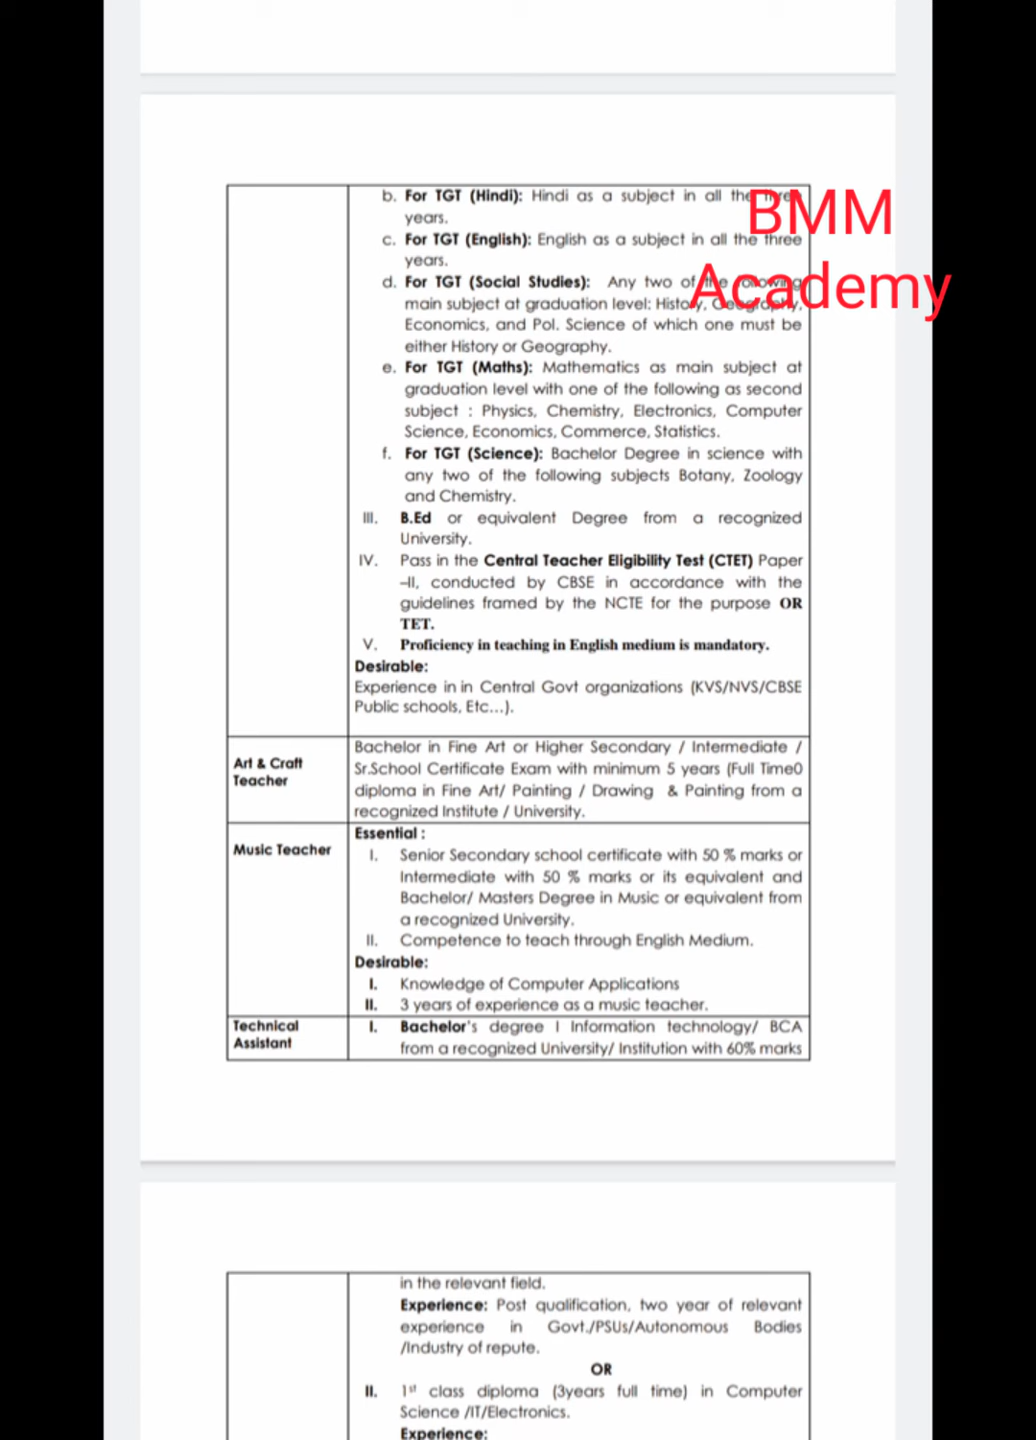 b. For TGT (Hindi): Hindi as a subject in all the three
years.
c. For TGT (English): English as a subject in all the three
years.
d. For TGT (Social Studies): Any two of the following
main subject at graduation level: History, Geography,
Economics, and Pol. Science of which one must be
either History or Geography.
e. For TGT (Maths): Mathematics as main subject at
graduation level with one of the following as second
subject : Physics, Chemistry, Electronics, Computer
Science, Economics, Commerce, Statistics.
f. For TGT (Science): Bachelor Degree in science with
any two of the following subjects Botany, Zoology
and Chemistry.
III. B.Ed or equivalent Degree from a recognized
University.
IV. Pass in the Central Teacher Eligibility Test (CTET) Paper
–II, conducted by CBSE in accordance with the
guidelines framed by the NCTE for the purpose OR
TET.
V. Proficiency in teaching in English medium is mandatory.
Desirable:
Experience in in Central Govt organizations (KVS/NVS/CBSE
Public schools, Etc...).
BMM
Academy
Art & Craft
Teacher
Bachelor in Fine Art or Higher Secondary / Intermediate /
Sr.School Certificate Exam with minimum 5 years (Full Time0
diploma in Fine Art/ Painting / Drawing & Painting from a
recognized Institute / University.
Music Teacher
Essential :
I. Senior Secondary school certificate with 50 % marks or
Intermediate with 50 % marks or its equivalent and
Bachelor/ Masters Degree in Music or equivalent from
a recognized University.
II. Competence to teach through English Medium.
Desirable:
I. Knowledge of Computer Applications
II. 3 years of experience as a music teacher.
Technical
Assistant
I. Bachelor's degree I Information technology/ BCA
from a recognized University/ Institution with 60% marks
in the relevant field.
Experience: Post qualification, two year of relevant
experience in Govt./PSUs/Autonomous Bodies
/Industry of repute.
OR
II. 1st class diploma (3years full time) in Computer
Science /IT/Electronics.
Experience: